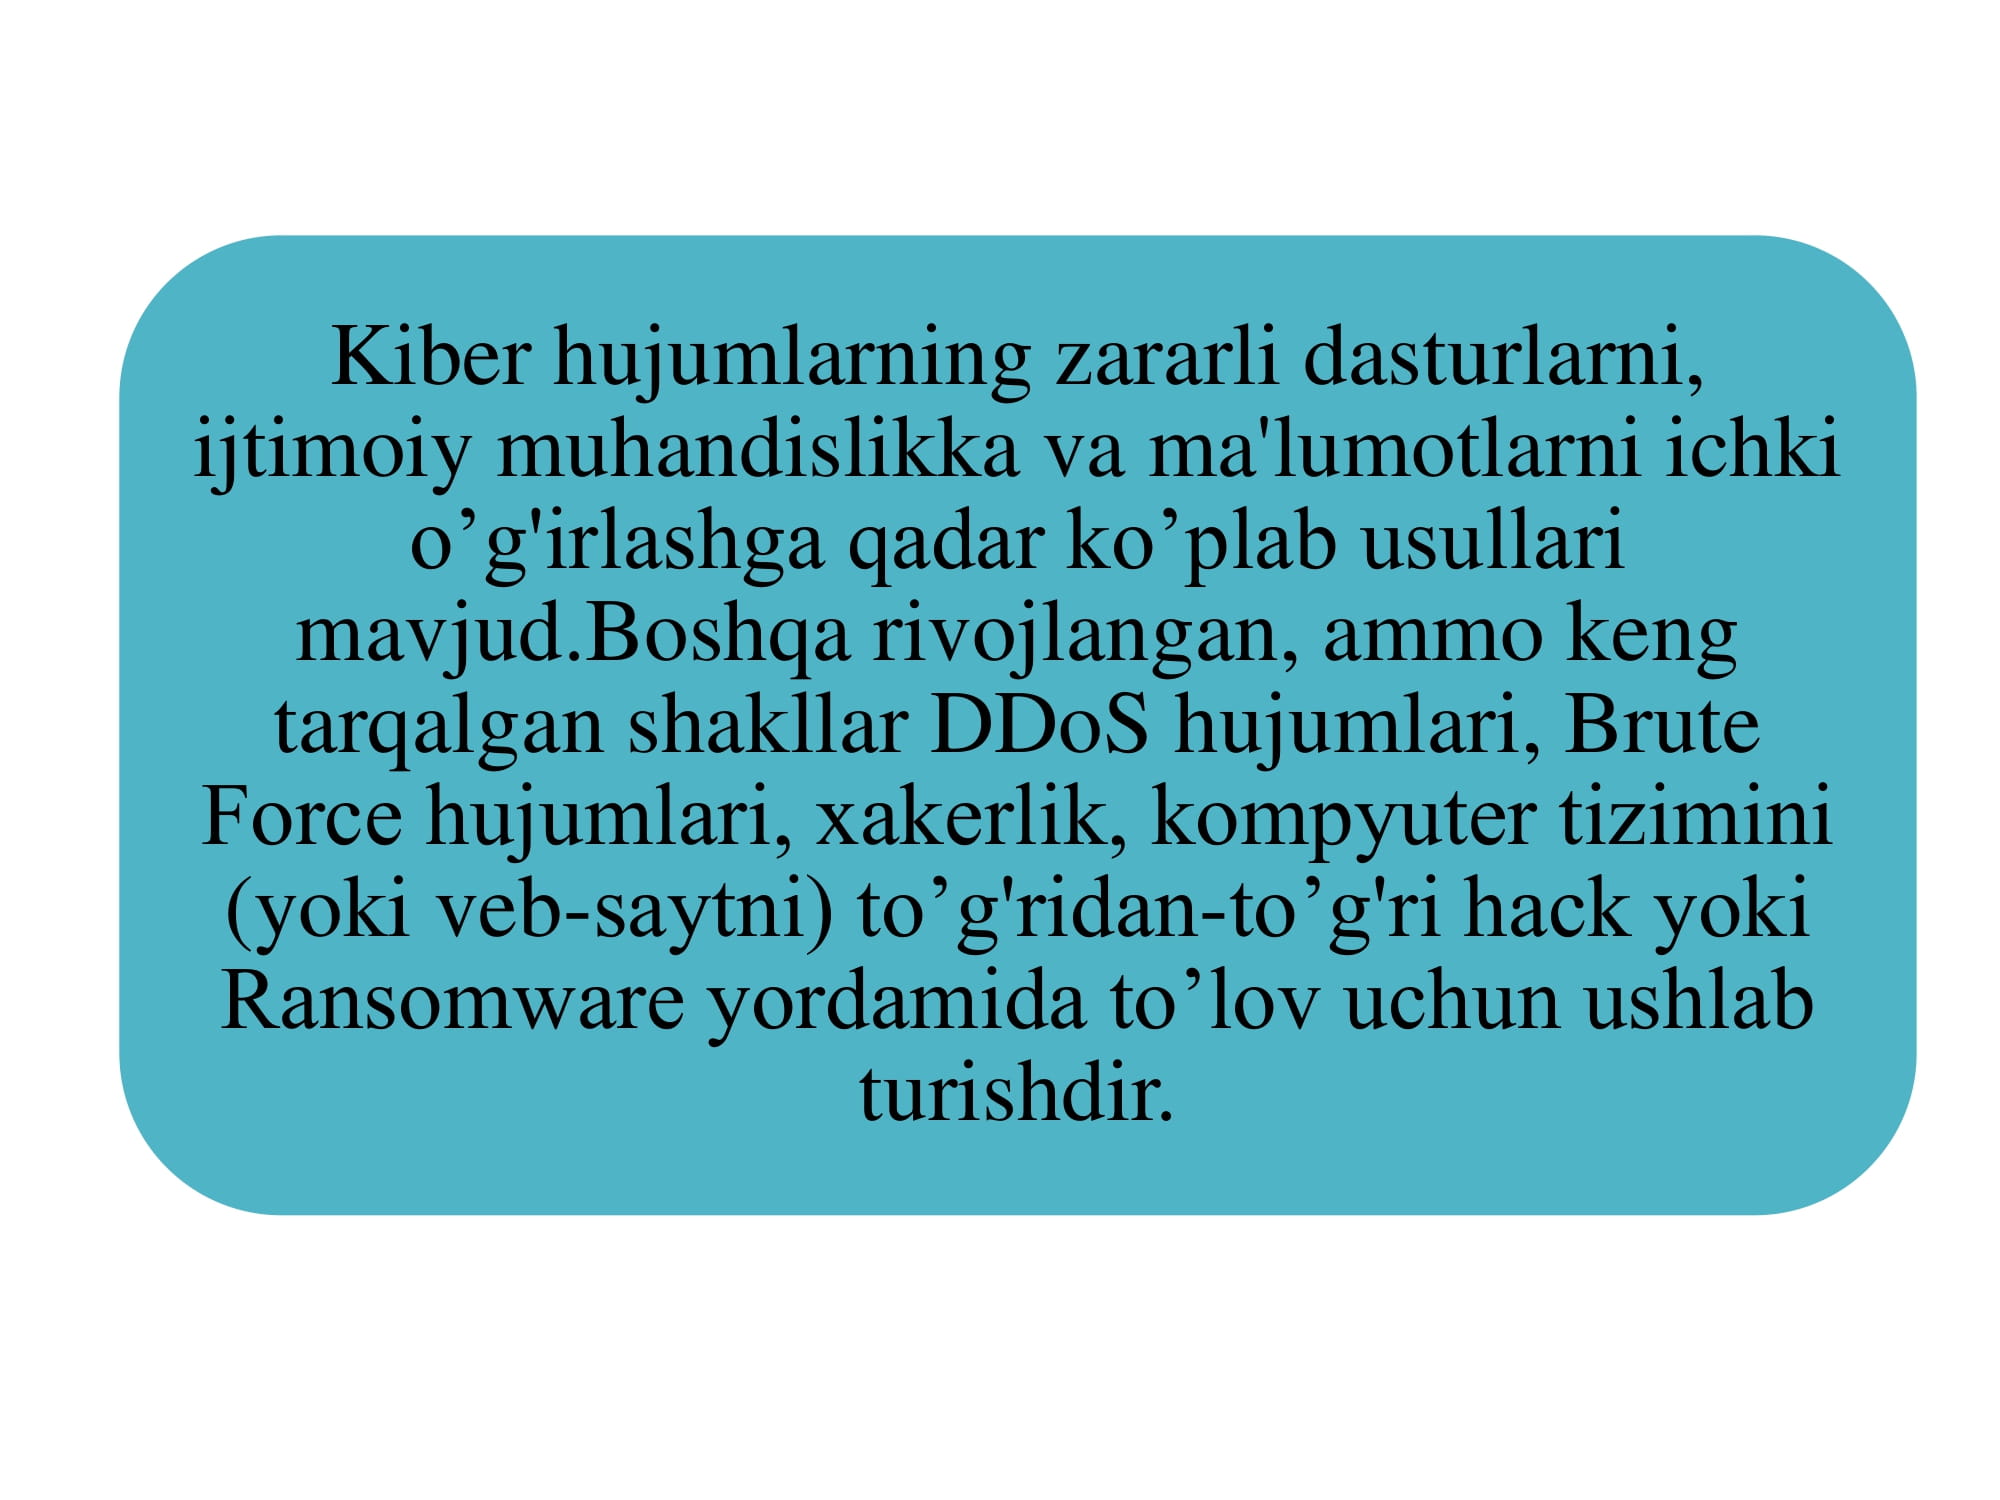 Kiber hujumlarning zararli dasturlarni,
ijtimoiy muhandislikka va ma'lumotlarni ichki
o’g'irlashga qadar ko’plab usullari
mavjud.Boshqa rivojlangan, ammo keng
tarqalgan shakllar DDoS hujumlari, Brute
Force hujumlari, xakerlik, kompyuter tizimini
(yoki veb-saytni) to’g'ridan-to’g'ri hack yoki
Ransomware yordamida to’lov uchun ushlab
turishdir.